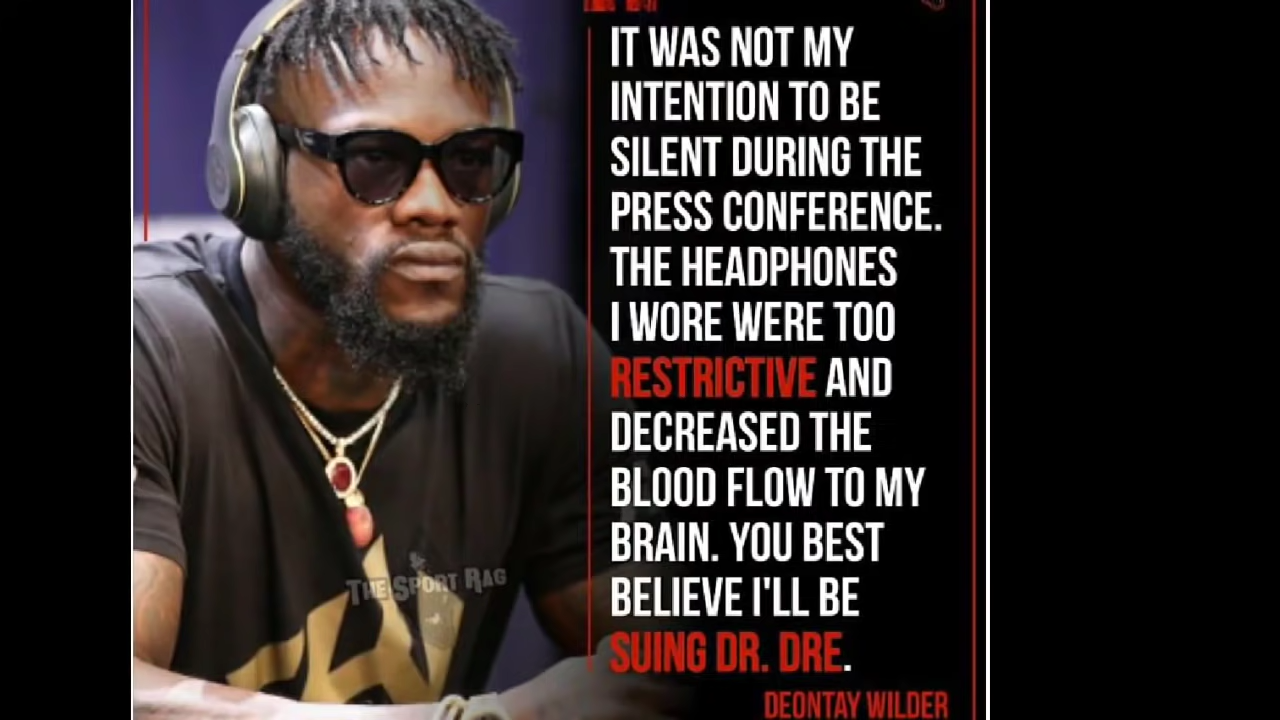 IT WAS NOT MY
INTENTION TO BE
SILENT DURING THE
PRESS CONFERENCE.
THE HEADPHONES
I WORE WERE TOO
RESTRICTIVE AND
DECREASED THE
BLOOD FLOW TO MY
BRAIN. YOU BEST
BELIEVE I'LL BE
SUING DR. DRE.
DEONTAY WILDER
THE SPORT RAG